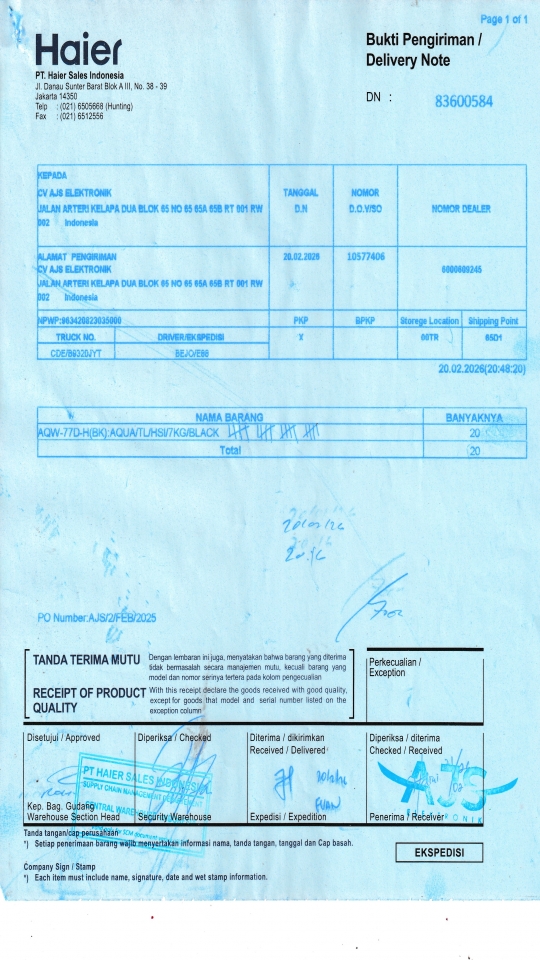 Page 1 of 1
Haier
Bukti Pengiriman /
Delivery Note
PT. Haier Sales Indonesia
Jl. Danau Sunter Barat Blok A III, No. 38 - 39
Jakarta 14350
Telp : (021) 6505668 (Hunting)
Fax : (021) 6512556
DN : 83600584
KEPADA
CV AJS ELEKTRONIK
JALAN ARTERI KELAPA DUA BLOK 65 NO 65 65A 65B RT 001 RW
002 Indonesia
TANGGAL
D.N
NOMOR
D.O./SO
NOMOR DEALER
ALAMAT PENGIRIMAN
CV AJS ELEKTRONIK
JALAN ARTERI KELAPA DUA BLOK 65 NO 65 65A 65B RT 001 RW
002 Indonesia
20.02.2026
10577406
NPWP:963420823035000
PKP
BPKP
Storege Location
Shipping Point
TRUCK NO.
DRIVER/EKSPEDISI
X
CDE/B9320JYT
20.02.2026(20:48:20)
NAMA BARANG
BANYAKNYA
AQW-77D-H(BK):AQUA/TL/HSI/7KG/BLACK
20
Total
20
PO Number:AJS/2/FEB/2025
TANDA TERIMA MUTU
Dengan lembaran ini juga, menyatakan bahwa barang yang diterima
tidak bermasalah secara manajemen mutu, kecuali barang yang
model dan nomor serinya tertera pada kolom pengecualian
RECEIPT OF PRODUCT
QUALITY
With this receipt declare the goods received with good quality,
except for goods that model and serial number listed on the
exception column
Perkecualian /
Exception
Disetujui / Approved
Diperiksa / Checked
Diterima / dikirimkan
Received / Delivered
Diperiksa / diterima
Checked / Received
PT HAIER SALES INDONESIA
SUPPLY CHAIN MANAGEMENT DEPARTMENT
AJS
Kep. Bag. Gudang
Warehouse Section Head
Security Warehouse
Expedisi / Expedition
Penerima / Receiver
Tanda tangan/cap perusahaan
*) Setiap penerimaan barang wajib menyertakan informasi nama, tanda tangan, tanggal dan Cap basah.
EKSPEDISI
Company Sign / Stamp
*) Each item must include name, signature, date and wet stamp information.